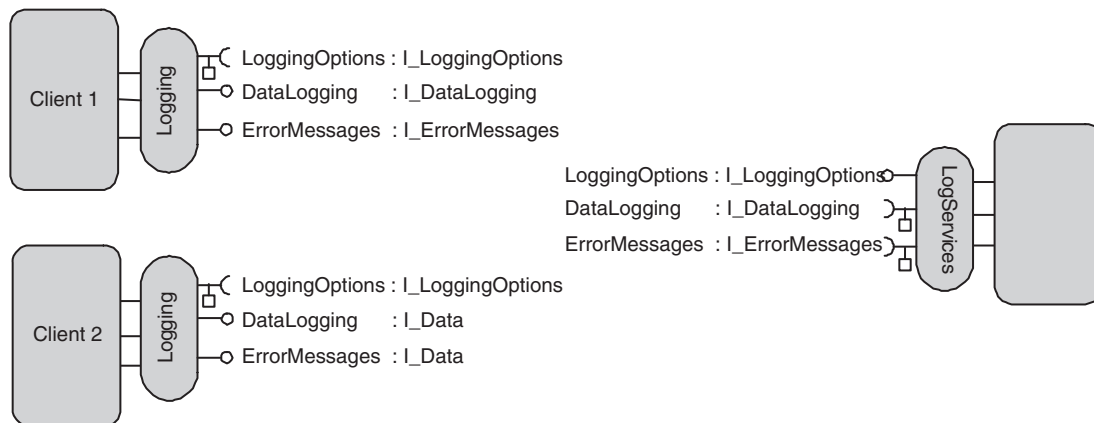 Client 1
Logging
LoggingOptions : I_LoggingOptions
DataLogging : I_DataLogging
ErrorMessages : I_ErrorMessages
LoggingOptions : I_LoggingOptions
DataLogging : I_DataLogging
ErrorMessages : I_ErrorMessages
LogServices
Client 2
Logging
LoggingOptions : I_LoggingOptions
DataLogging : I_Data
ErrorMessages : I_Data